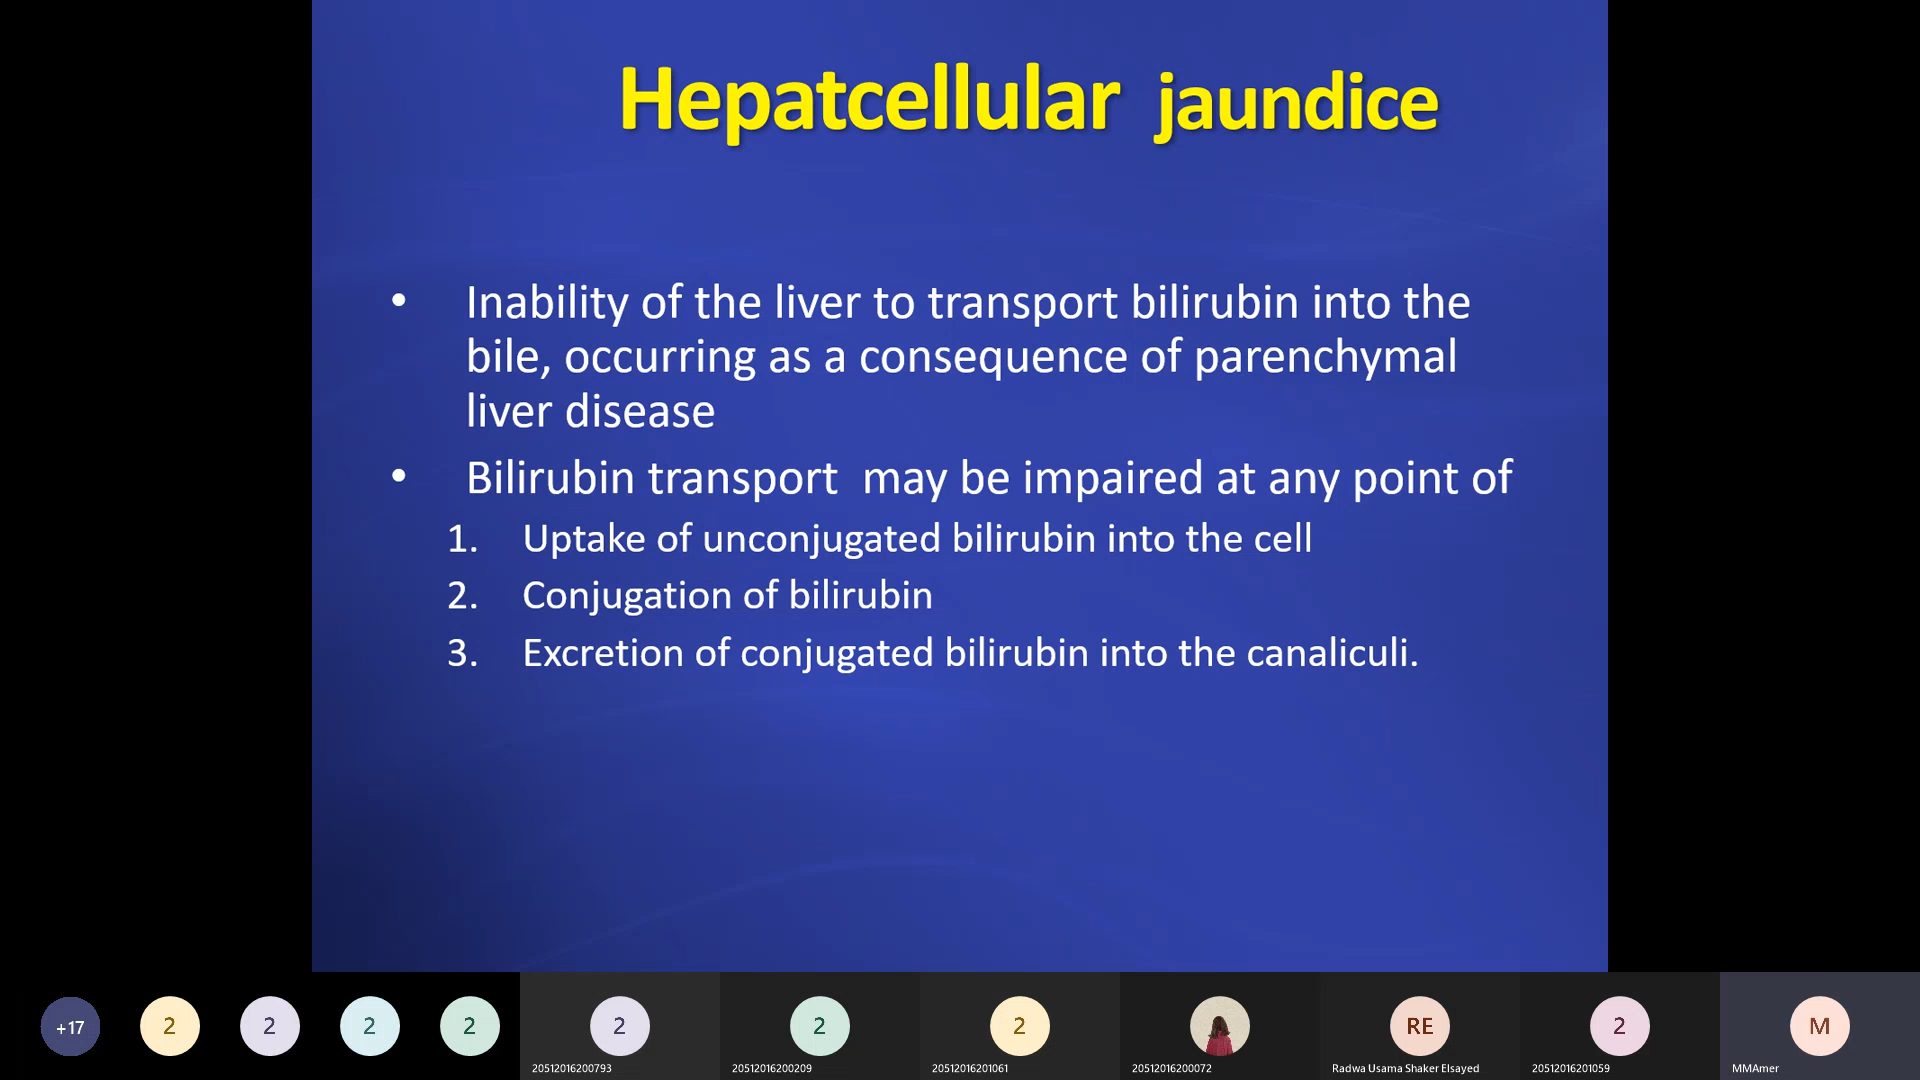 Hepatcellular jaundice
• Inability of the liver to transport bilirubin into the
bile, occurring as a consequence of parenchymal
liver disease
• Bilirubin transport may be impaired at any point of
1. Uptake of unconjugated bilirubin into the cell
2. Conjugation of bilirubin
3. Excretion of conjugated bilirubin into the canaliculi.
+17
2
2
2
2
2
20512016200793
2
20512016200209
2
20512016201061
20512016200072
RE
Radwa Usama Shaker Elsayed
2
20512016201059
M
MMAmer